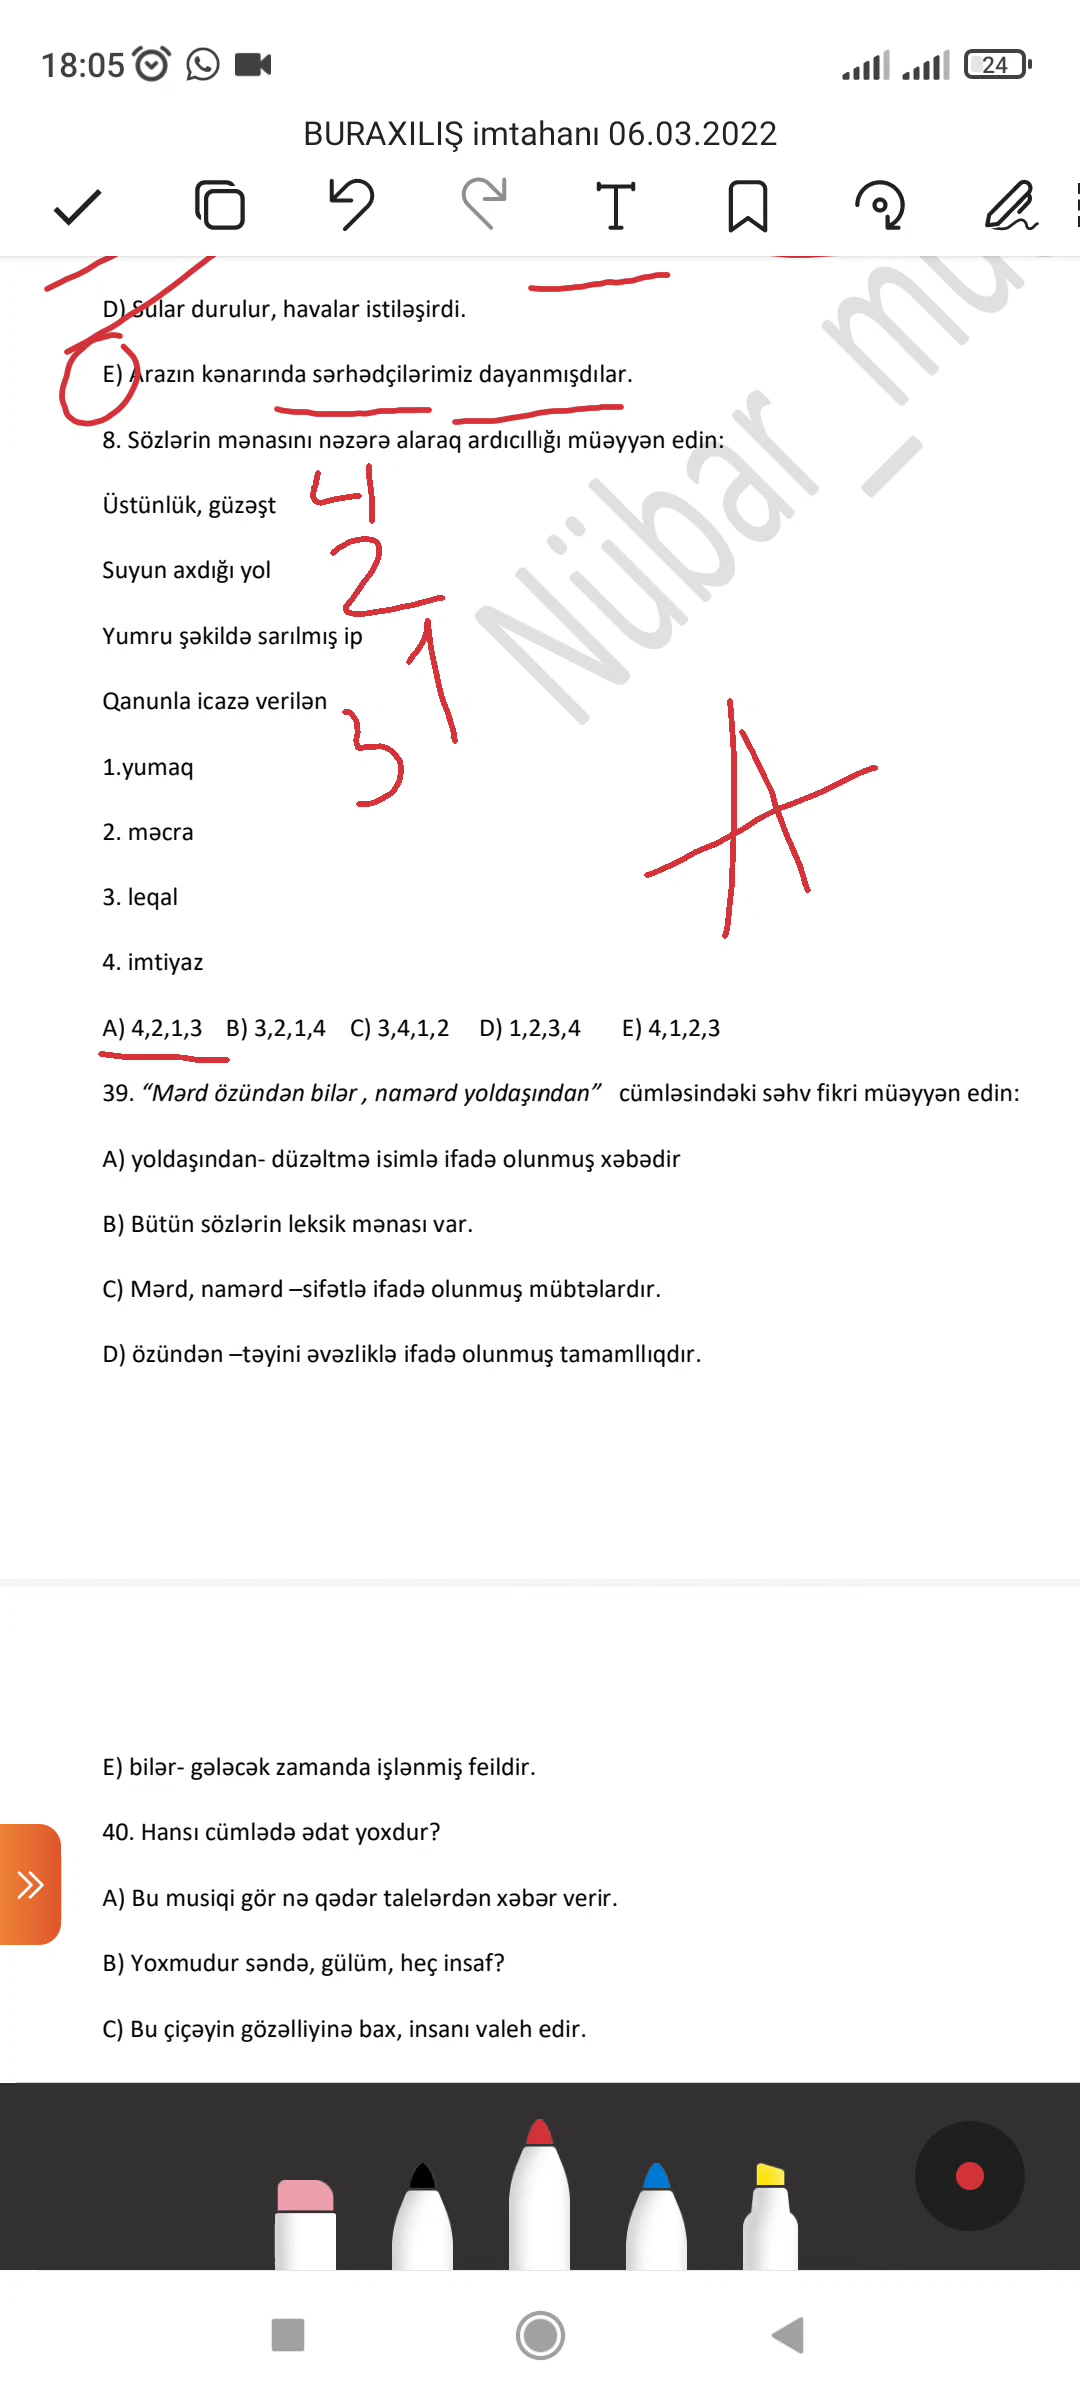 18:05
24
BURAXILIŞ imtahanı 06.03.2022
D) Sular durulur, havalar istiləşirdi.
E) Arazın kənarında sərhədçilərimiz dayanmışdılar.
8. Sözlərin mənasını nəzərə alaraq ardıcıllığı müəyyən edin:
Üstünlük, güzəşt 4
Suyun axdığı yol 2
Yumru şəkildə sarılmış ip 1
Qanunla icazə verilən 3
1.yumaq
2. məcra
3. leqal
4. imtiyaz
A
A) 4,2,1,3 B) 3,2,1,4 C) 3,4,1,2 D) 1,2,3,4 E) 4,1,2,3
39. “Mərd özündən bilər , namərd yoldaşından” cümləsindəki səhv fikri müəyyən edin:
A) yoldaşından- düzəltmə isimlə ifadə olunmuş xəbədir
B) Bütün sözlərin leksik mənası var.
C) Mərd, namərd –sifətlə ifadə olunmuş mübtəlardır.
D) özündən –təyini əvəzliklə ifadə olunmuş tamamllıqdır.
E) bilər- gələcək zamanda işlənmiş feildir.
40. Hansı cümlədə ədat yoxdur?
A) Bu musiqi gör nə qədər talelərdən xəbər verir.
B) Yoxmudur səndə, gülüm, heç insaf?
C) Bu çiçəyin gözəlliyinə bax, insanı valeh edir.
Nübar_mü